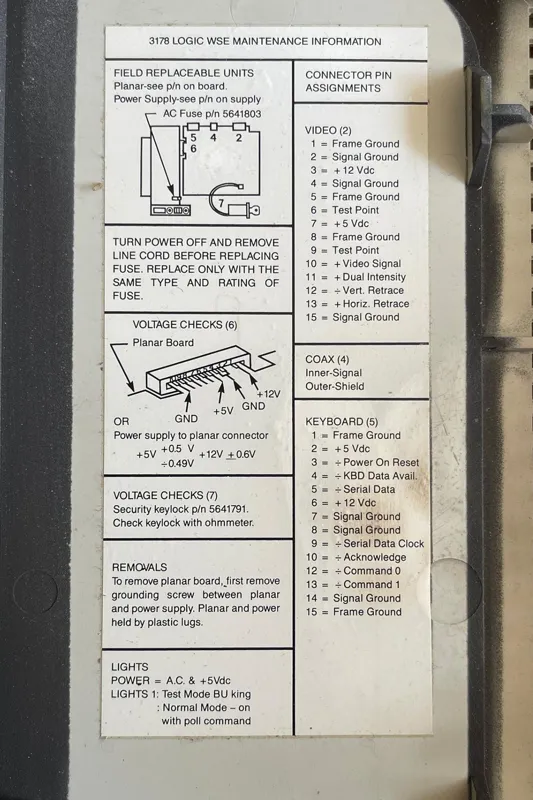 3178 LOGIC WSE MAINTENANCE INFORMATION
FIELD REPLACEABLE UNITS
Planar-see p/n on board.
Power Supply-see p/n on supply
AC Fuse p/n 5641803
5 4 2
6
7
TURN POWER OFF AND REMOVE
LINE CORD BEFORE REPLACING
FUSE. REPLACE ONLY WITH THE
SAME TYPE AND RATING OF
FUSE.
VOLTAGE CHECKS (6)
Planar Board
+12V
GND
+5V
GND
OR
Power supply to planar connector
+5V +0.5 V +12V ±0.6V
÷0.49V
VOLTAGE CHECKS (7)
Security keylock p/n 5641791.
Check keylock with ohmmeter.
REMOVALS
To remove planar board, first remove
grounding screw between planar
and power supply. Planar and power
held by plastic lugs.
LIGHTS
POWER = A.C. & +5Vdc
LIGHTS 1: Test Mode BU king
: Normal Mode – on
with poll command
CONNECTOR PIN
ASSIGNMENTS
VIDEO (2)
1 = Frame Ground
2 = Signal Ground
3 = +12 Vdc
4 = Signal Ground
5 = Frame Ground
6 = Test Point
7 = +5 Vdc
8 = Frame Ground
9 = Test Point
10 = +Video Signal
11 = +Dual Intensity
12 = ÷Vert. Retrace
13 = +Horiz. Retrace
15 = Signal Ground
COAX (4)
Inner-Signal
Outer-Shield
KEYBOARD (5)
1 = Frame Ground
2 = +5 Vdc
3 = ÷Power On Reset
4 = ÷KBD Data Avail.
5 = ÷Serial Data
6 = +12 Vdc
7 = Signal Ground
8 = Signal Ground
9 = ÷Serial Data Clock
10 = ÷Acknowledge
12 = ÷Command 0
13 = ÷Command 1
14 = Signal Ground
15 = Frame Ground